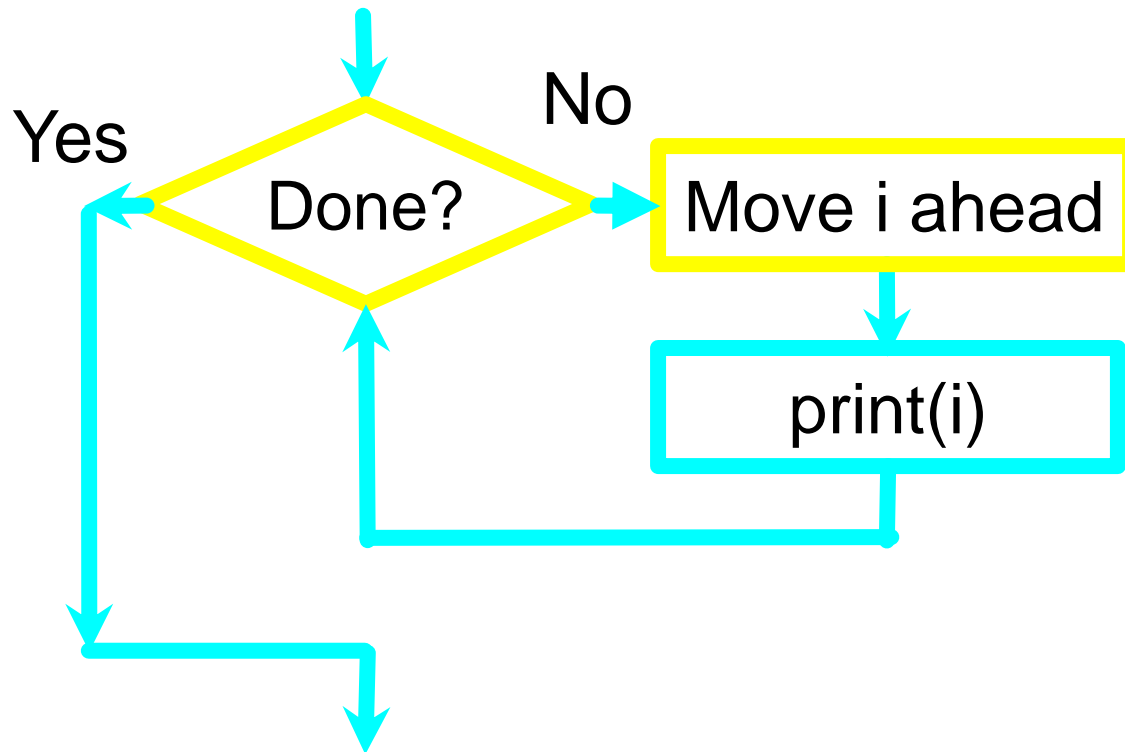 No
Yes
Done?
Move i ahead
print(i)